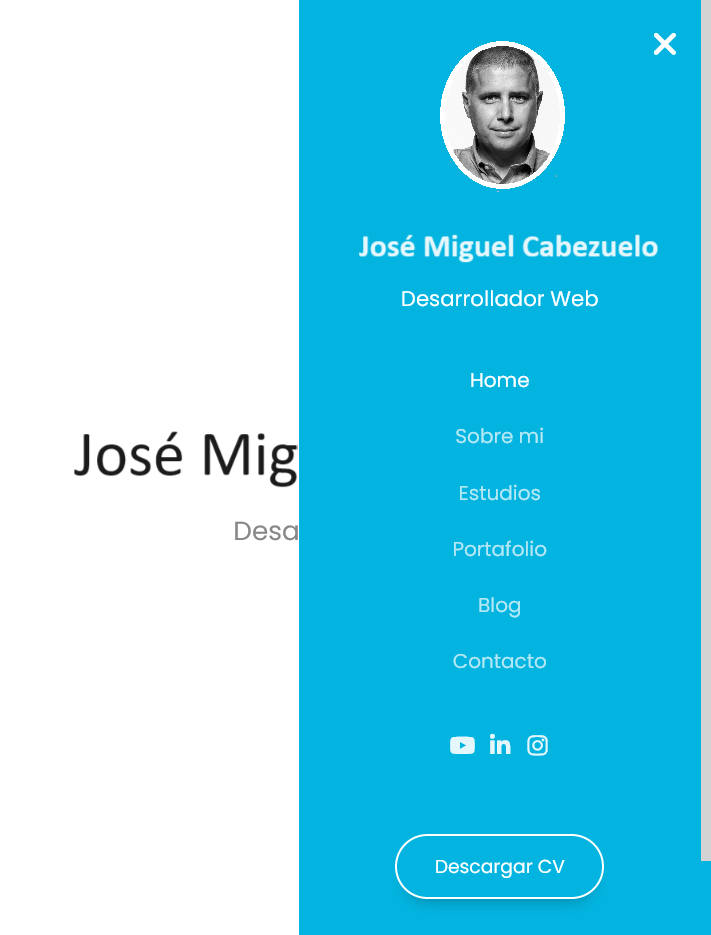 José Miguel Cabezuelo
Desarrollador Web
Home
Sobre mi
Estudios
Portafolio
Blog
Contacto
Descargar CV
José Mig
Desa